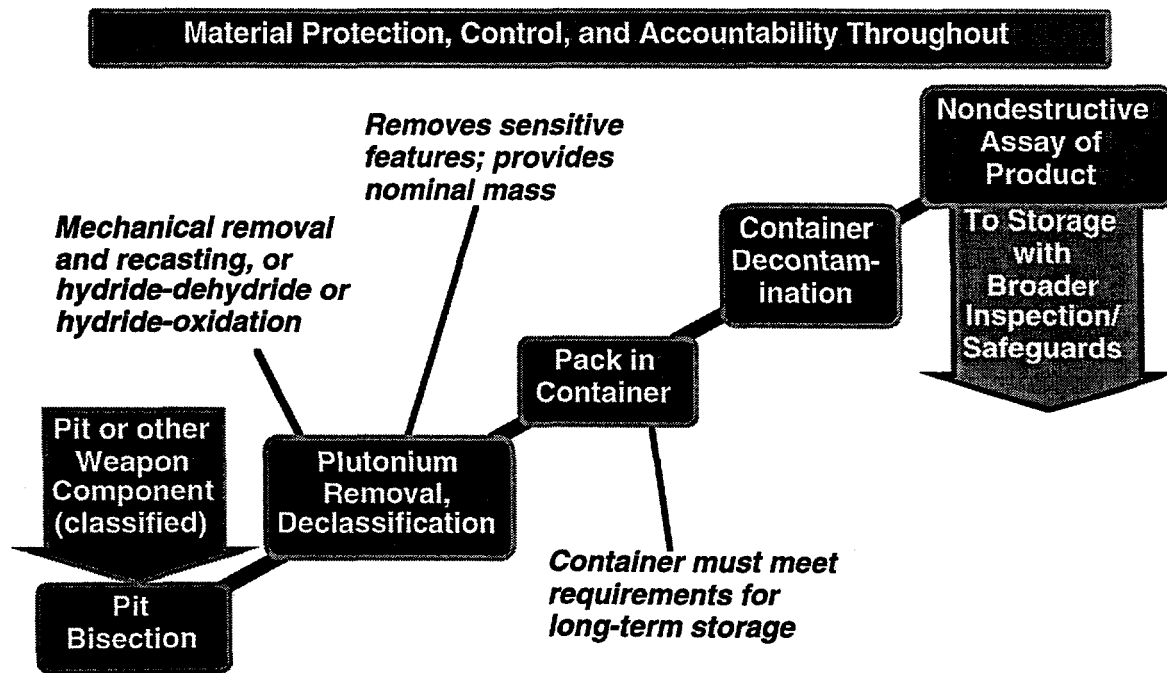 Material Protection, Control, and Accountability Throughout
Removes sensitive
features; provides
nominal mass
Mechanical removal
and recasting, or
hydride-dehydride or
hydride-oxidation
Pit or other
Weapon
Component
(classified)
Pit
Bisection
Plutonium
Removal,
Declassification
Pack in
Container
Container must meet
requirements for
long-term storage
Container
Decontam-
ination
Nondestructive
Assay of
Product
To Storage
with
Broader
Inspection/
Safeguards